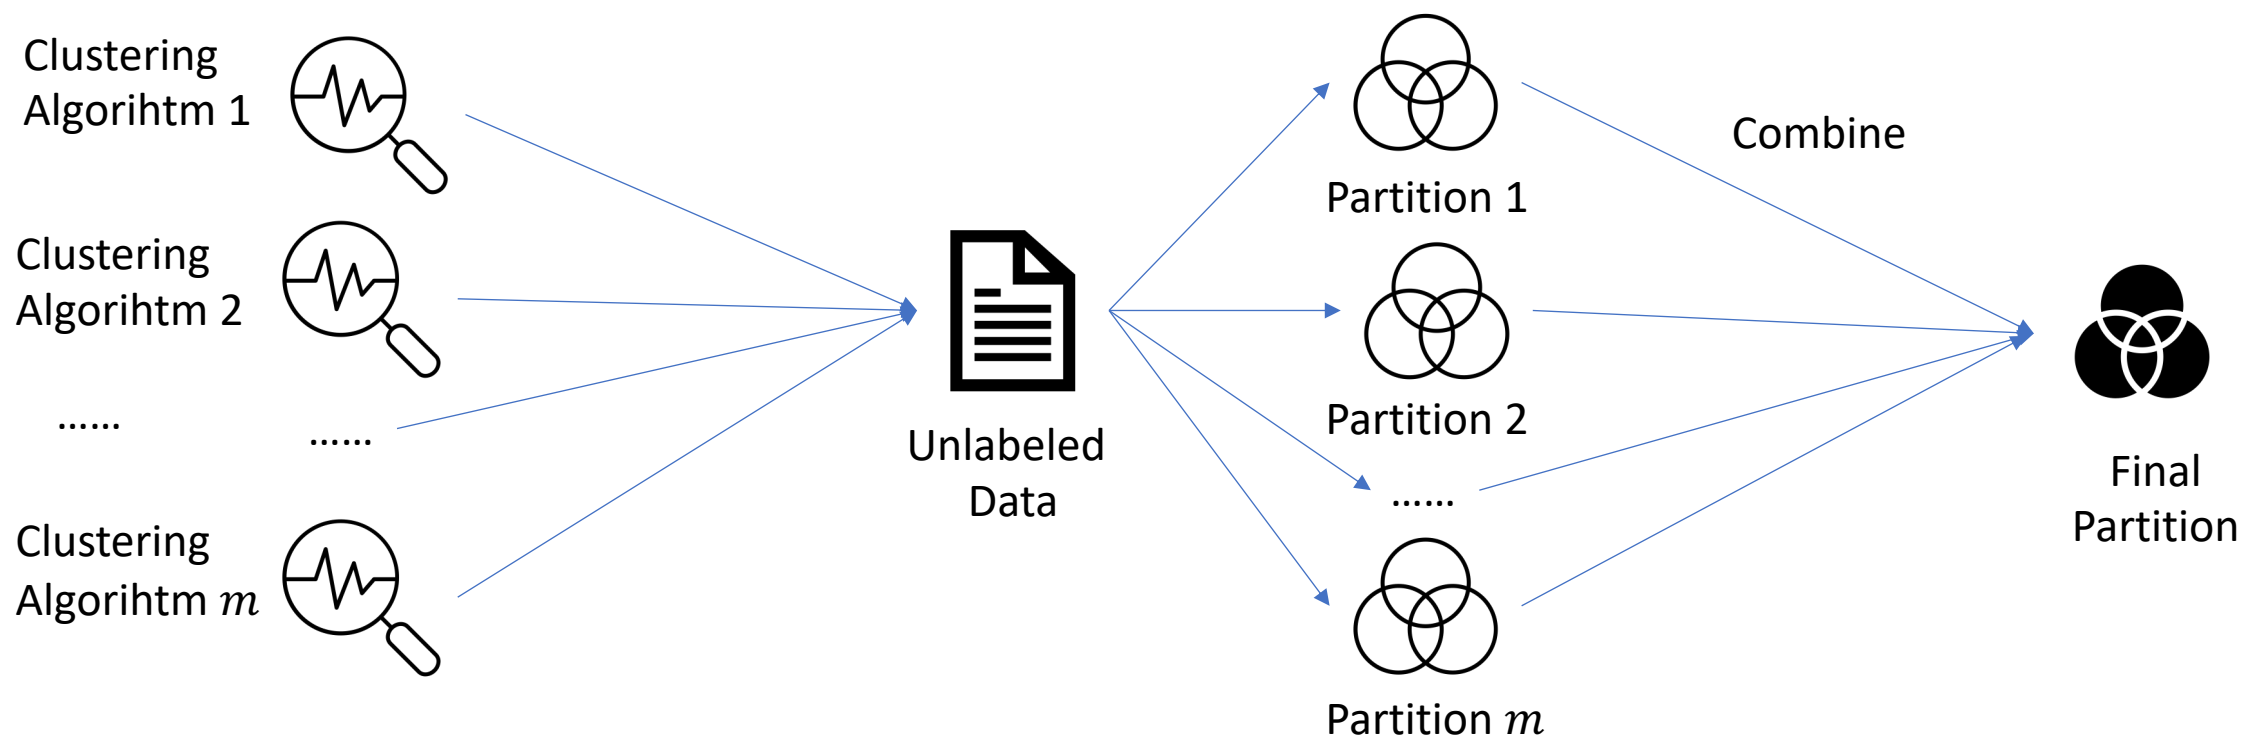 Clustering
Algorihtm 1
Clustering
Algorihtm 2
......
......
Clustering
Algorihtm m
Unlabeled
Data
Partition 1
Partition 2
......
Partition m
Combine
Final
Partition